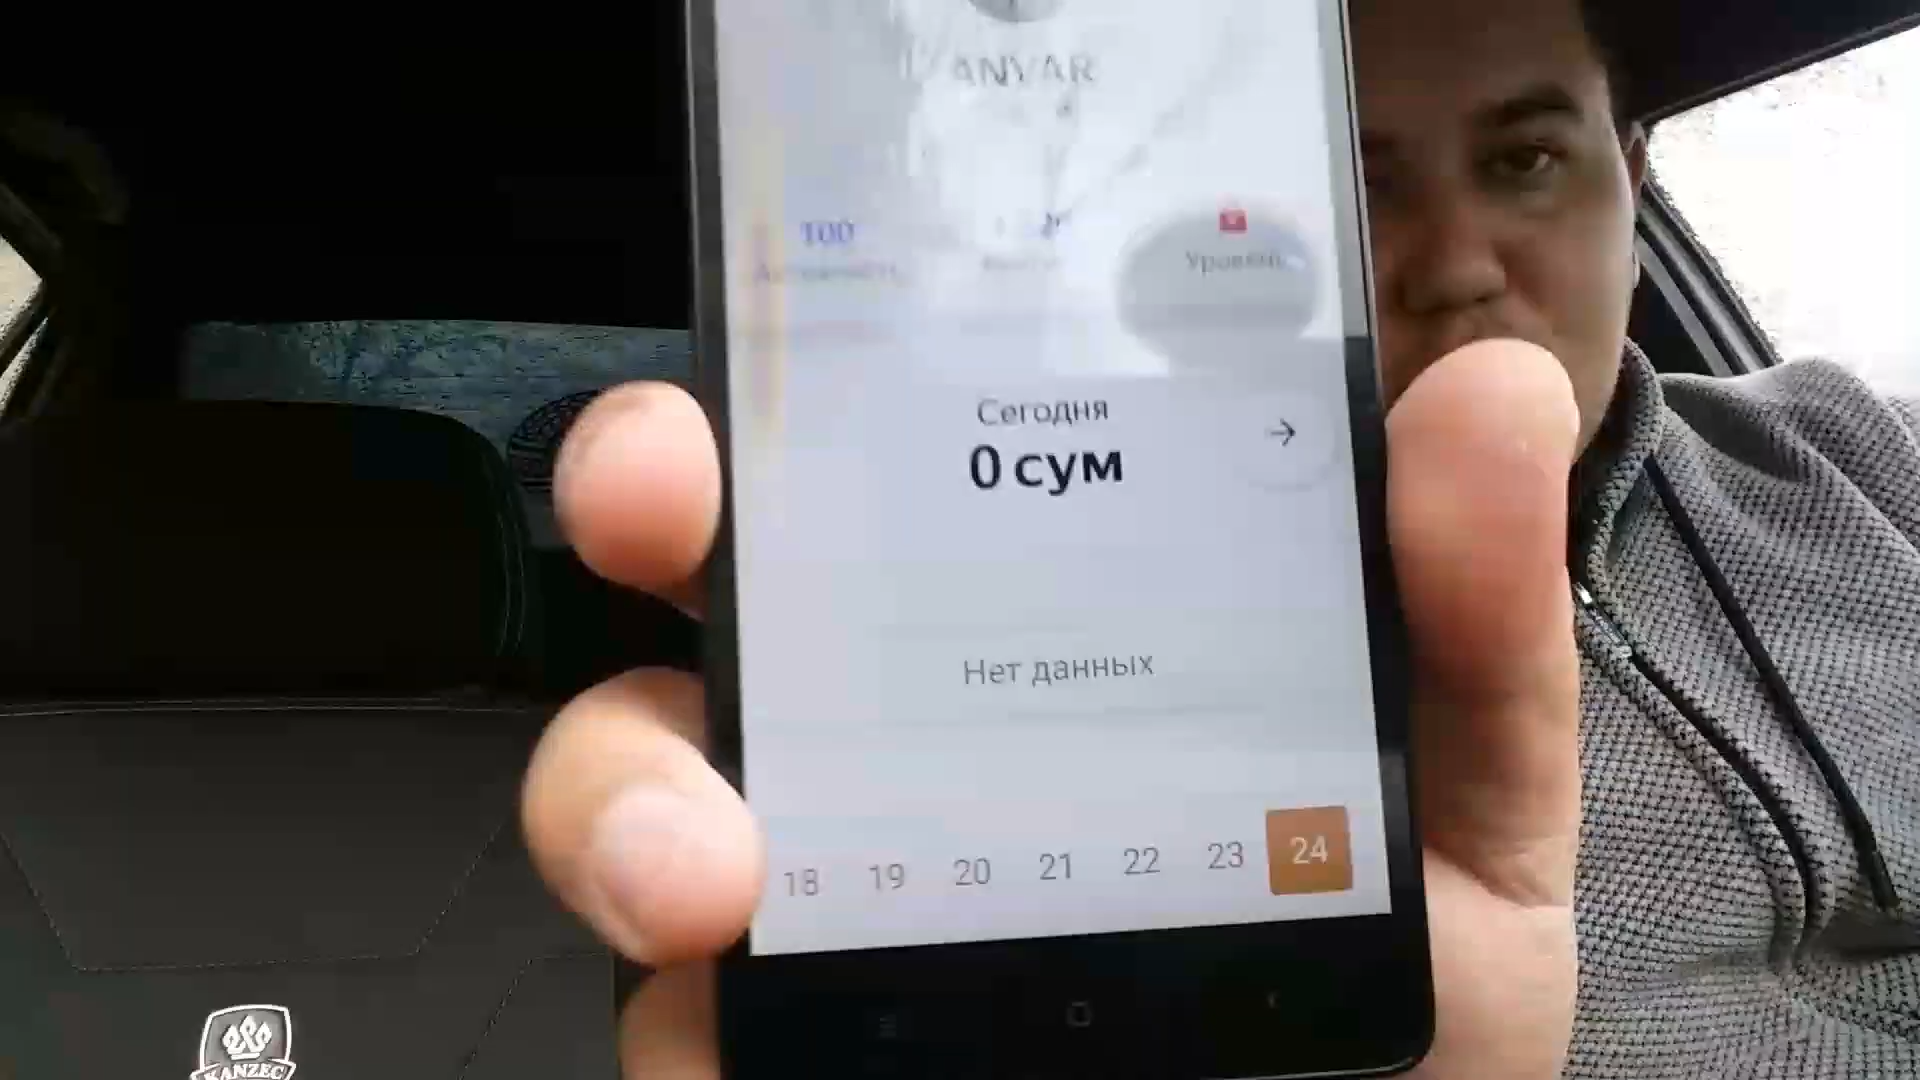 ANVAR
100
Уровень
Сегодня
0 сум
→
Нет данных
18 19 20 21 22 23 24
KANZEC